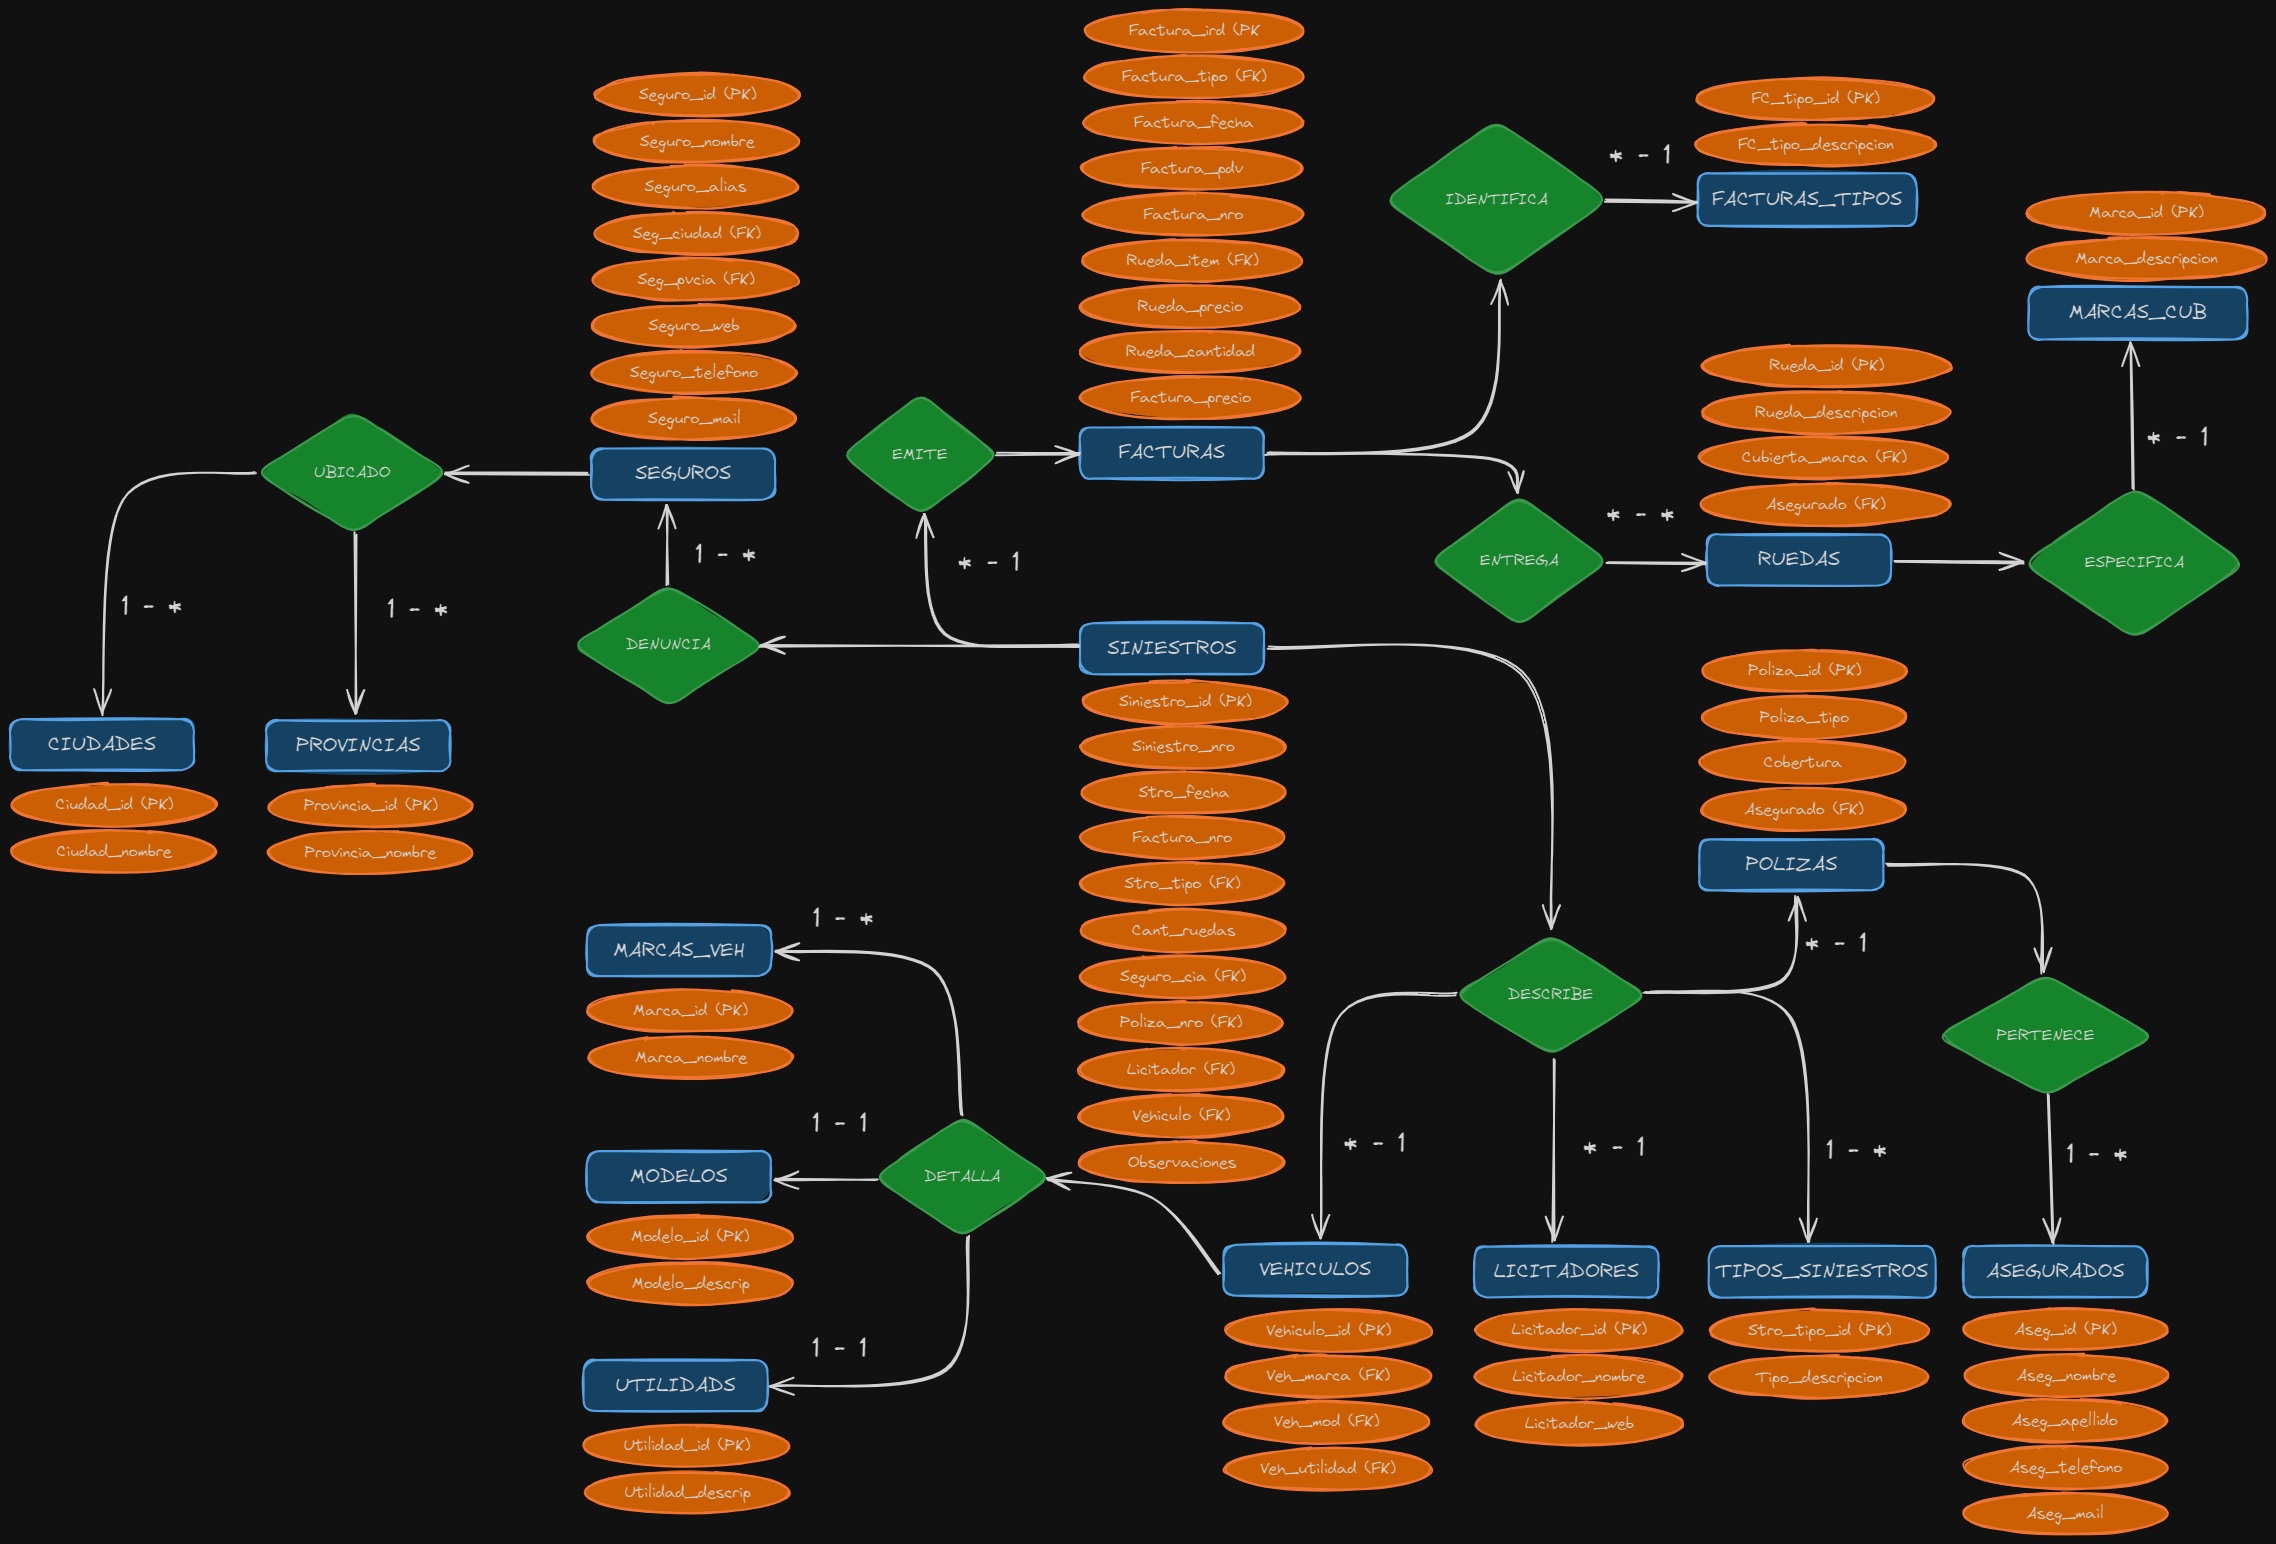 Factura_ird (PK
Factura_tipo (FK)
Factura_fecha
Factura_pdv
Factura_nro
Rueda_item (FK)
Rueda_precio
Rueda_cantidad
Factura_precio
FACTURAS
Seguro_id (PK)
Seguro_nombre
Seguro_alias
Seg_ciudad (FK)
Seg_pvcia (FK)
Seguro_web
Seguro_telefono
Seguro_mail
SEGUROS
UBICADO
EMITE
IDENTIFICA
* - 1
FC_tipo_id (PK)
FC_tipo_descripcion
FACTURAS_TIPOS
Marca_id (PK)
Marca_descripcion
MARCAS_CUB
* - 1
Rueda_id (PK)
Rueda_descripcion
Cubierta_marca (FK)
Asegurado (FK)
RUEDAS
ENTREGA
* - *
ESPECIFICA
1 - *
* - 1
1 - *
1 - *
DENUNCIA
SINIESTROS
Siniestro_id (PK)
Siniestro_nro
Stro_fecha
Factura_nro
Stro_tipo (FK)
Cant_ruedas
Seguro_cia (FK)
Poliza_nro (FK)
Licitador (FK)
Vehiculo (FK)
Observaciones
CIUDADES
Ciudad_id (PK)
Ciudad_nombre
PROVINCIAS
Provincia_id (PK)
Provincia_nombre
Poliza_id (PK)
Poliza_tipo
Cobertura
Asegurado (FK)
POLIZAS
* - 1
DESCRIBE
PERTENECE
1 - *
MARCAS_VEH
Marca_id (PK)
Marca_nombre
1 - 1
MODELOS
Modelo_id (PK)
Modelo_descrip
DETALLA
1 - 1
UTILIDADS
Utilidad_id (PK)
Utilidad_descrip
* - 1
* - 1
1 - *
1 - *
VEHICULOS
Vehiculo_id (PK)
Veh_marca (FK)
Veh_mod (FK)
Veh_utilidad (FK)
LICITADORES
Licitador_id (PK)
Licitador_nombre
Licitador_web
TIPOS_SINIESTROS
Stro_tipo_id (PK)
Tipo_descripcion
ASEGURADOS
Aseg_id (PK)
Aseg_nombre
Aseg_apellido
Aseg_telefono
Aseg_mail